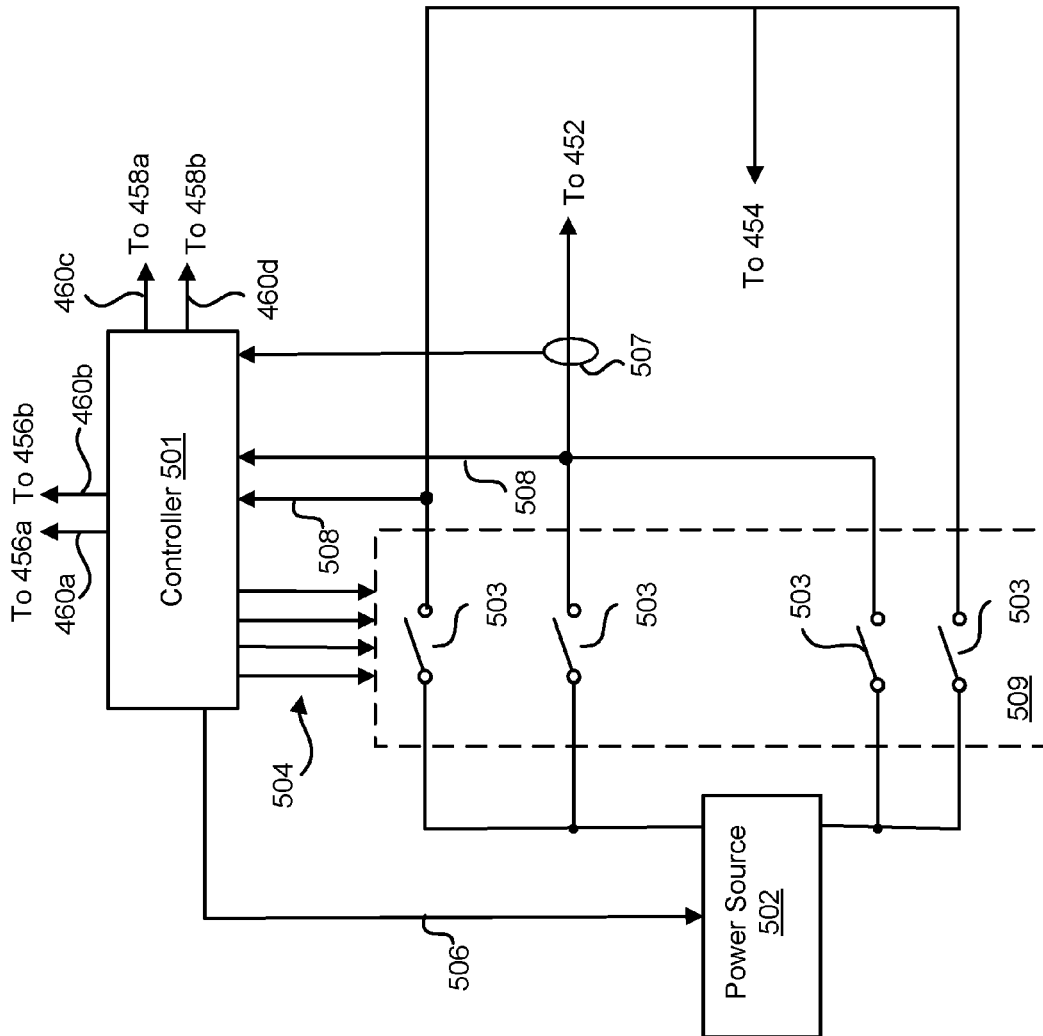 To 456a
To 456b
460a
460b
460c
To 458a
To 458b
460d
Controller 501
504
508
508
507
To 452
To 454
503
503
503
503
509
506
Power Source
502